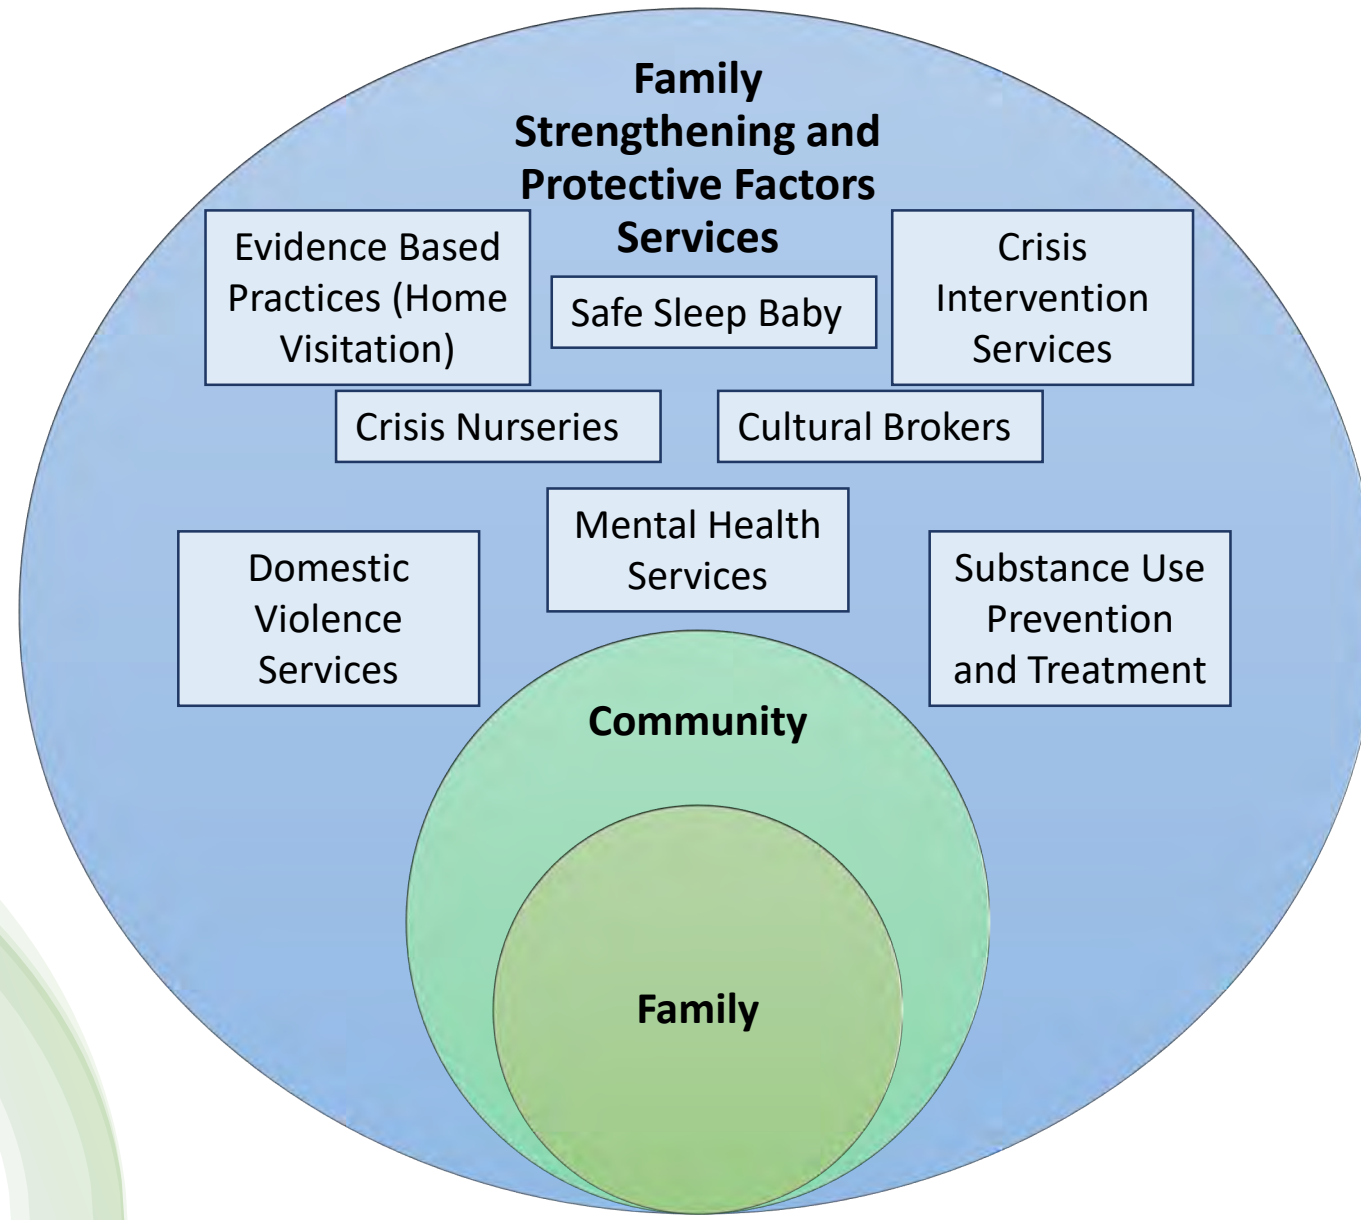 Family
Strengthening and
Protective Factors
Services
Evidence Based
Practices (Home
Visitation)
Safe Sleep Baby
Crisis
Intervention
Services
Crisis Nurseries
Cultural Brokers
Mental Health
Services
Domestic
Violence
Services
Substance Use
Prevention
and Treatment
Community
Family